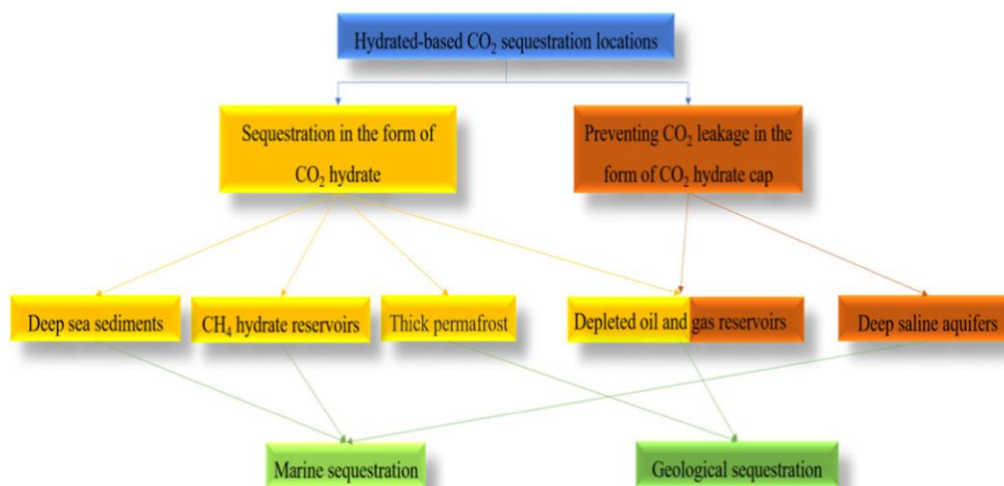 Hydrated-based CO₂ sequestration locations
Sequestration in the form of
CO₂ hydrate
Preventing CO₂ leakage in the
form of CO₂ hydrate cap
Deep sea sediments
CH₄ hydrate reservoirs
Thick permafrost
Depleted oil and gas reservoirs
Deep saline aquifers
Marine sequestration
Geological sequestration